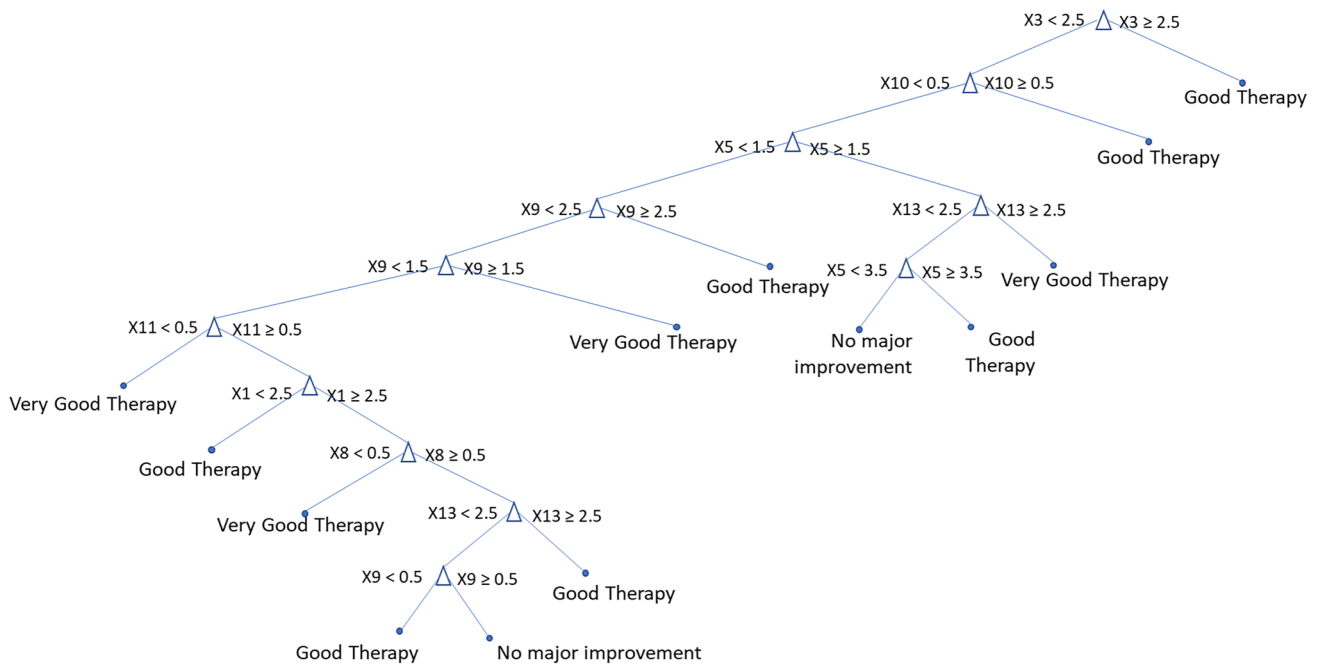 X3 < 2.5 X3 ≥ 2.5
X10 < 0.5 X10 ≥ 0.5
Good Therapy
X5 < 1.5 X5 ≥ 1.5
Good Therapy
X9 < 2.5 X9 ≥ 2.5
X13 < 2.5 X13 ≥ 2.5
X9 < 1.5 X9 ≥ 1.5
Good Therapy
X5 < 3.5 X5 ≥ 3.5
Very Good Therapy
X11 < 0.5 X11 ≥ 0.5
Very Good Therapy
No major
improvement
Good
Therapy
Very Good Therapy
X1 < 2.5 X1 ≥ 2.5
Good Therapy
X8 < 0.5 X8 ≥ 0.5
Very Good Therapy
X13 < 2.5 X13 ≥ 2.5
X9 < 0.5 X9 ≥ 0.5
Good Therapy
Good Therapy
No major improvement